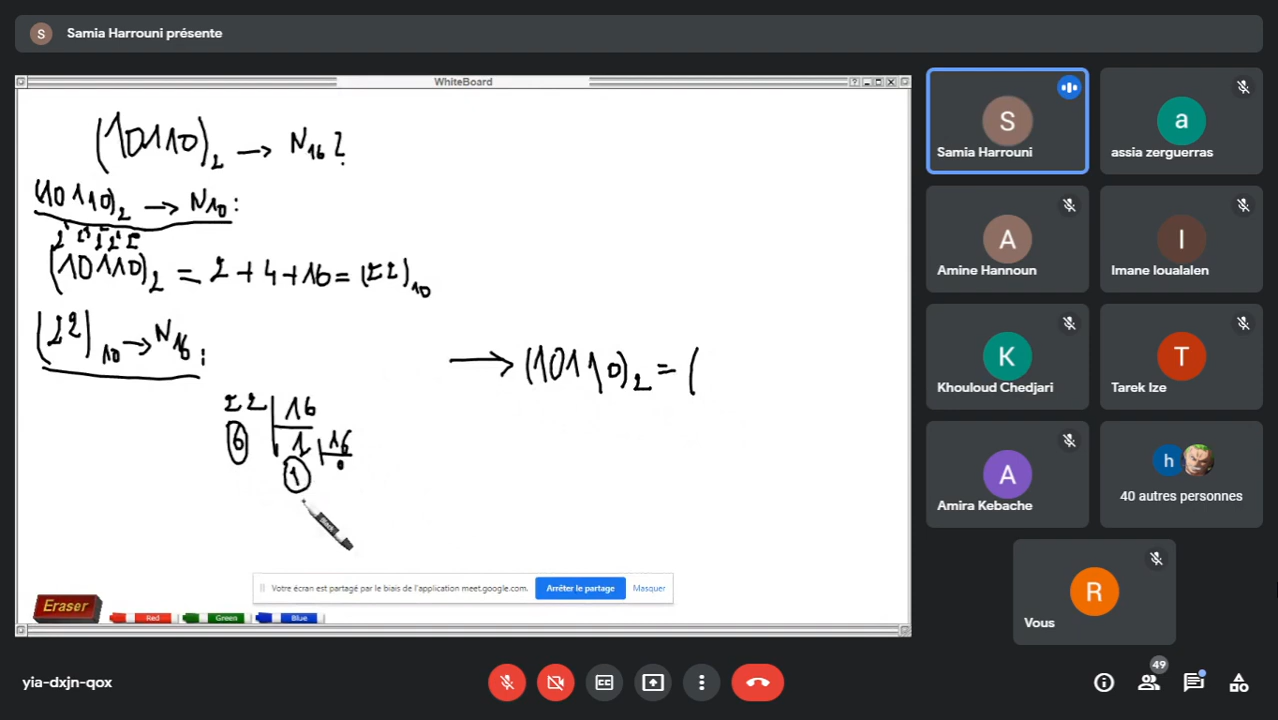 Samia Harrouni présente
WhiteBoard
(10110)₂ → N₁₆ ?
(10110)₂ → N₁₀ :
(10110)₂ = 2 + 4 + 16 = (22)₁₀
(22)₁₀ → N₁₆ :
→ (10110)₂ = (
22 | 16
6 1 | 16
1 0
Black
Votre écran est partagé par le biais de l'application meet.google.com.
Arrêter le partage
Masquer
Eraser
Red
Green
Blue
S
Samia Harrouni
a
assia zerguerras
A
Amine Hannoun
I
Imane Ioualalen
K
Khouloud Chedjari
T
Tarek Ize
A
Amira Kebache
h
40 autres personnes
R
Vous
yia-dxjn-qox
CC
49